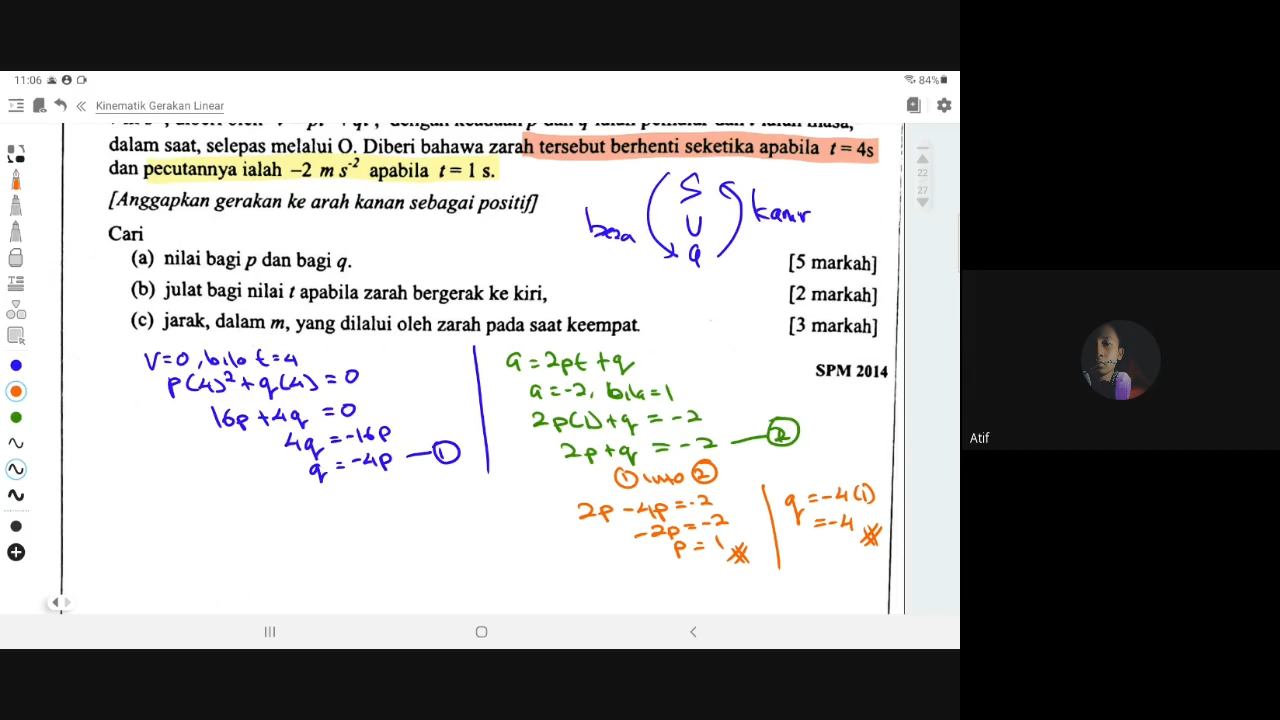 11:06
84%
Kinematik Gerakan Linear
dalam saat, selepas melalui O. Diberi bahawa zarah tersebut berhenti seketika apabila t = 4s
dan pecutannya ialah −2 m s⁻² apabila t = 1 s.
[Anggapkan gerakan ke arah kanan sebagai positif]
Cari
(a) nilai bagi p dan bagi q. [5 markah]
(b) julat bagi nilai t apabila zarah bergerak ke kiri, [2 markah]
(c) jarak, dalam m, yang dilalui oleh zarah pada saat keempat. [3 markah]
SPM 2014
S
V
a
V=0, bila t=4
p(4)²+q(4) = 0
16p+4q = 0
4q = -16p
q = -4p — ①
a = 2pt + q
a = -2, bila = 1
2p(1) + q = -2
2p+q = -2 — ②
① into ②
2p - 4p = -2
-2p = -2
p = 1
q = -4(1)
= -4
22
27
Atif